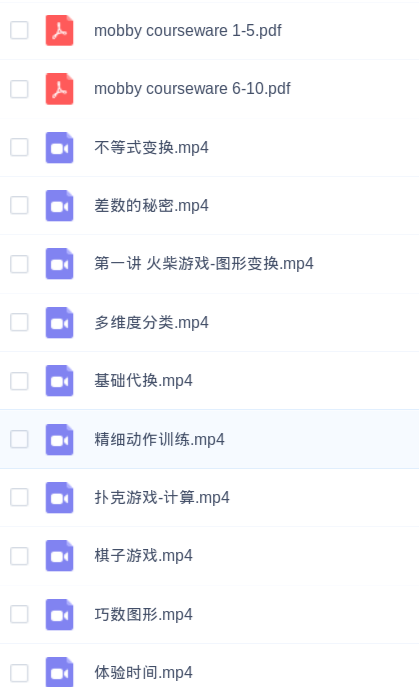 mobby courseware 1-5.pdf
mobby courseware 6-10.pdf
不等式变换.mp4
差数的秘密.mp4
第一讲 火柴游戏-图形变换.mp4
多维度分类.mp4
基础代换.mp4
精细动作训练.mp4
扑克游戏-计算.mp4
棋子游戏.mp4
巧数图形.mp4
体验时间.mp4